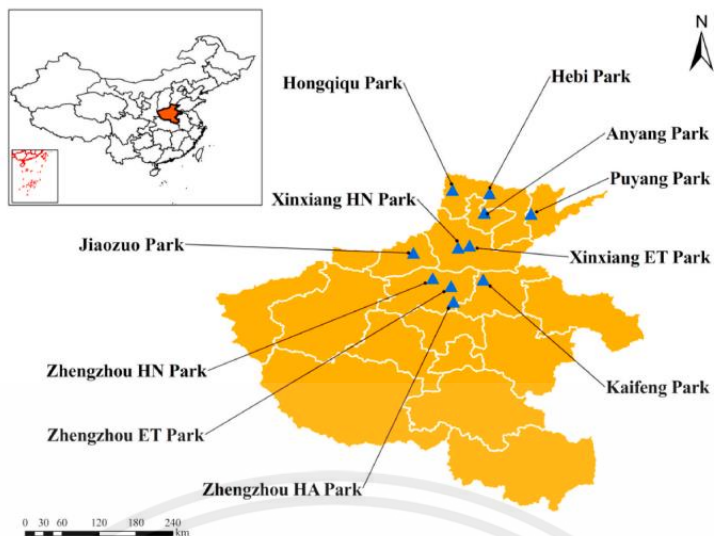 N
Hongqiqu Park
Hebi Park
Anyang Park
Puyang Park
Xinxiang HN Park
Jiaozuo Park
Xinxiang ET Park
Zhengzhou HN Park
Kaifeng Park
Zhengzhou ET Park
Zhengzhou HA Park
0 30 60 120 180 240
km